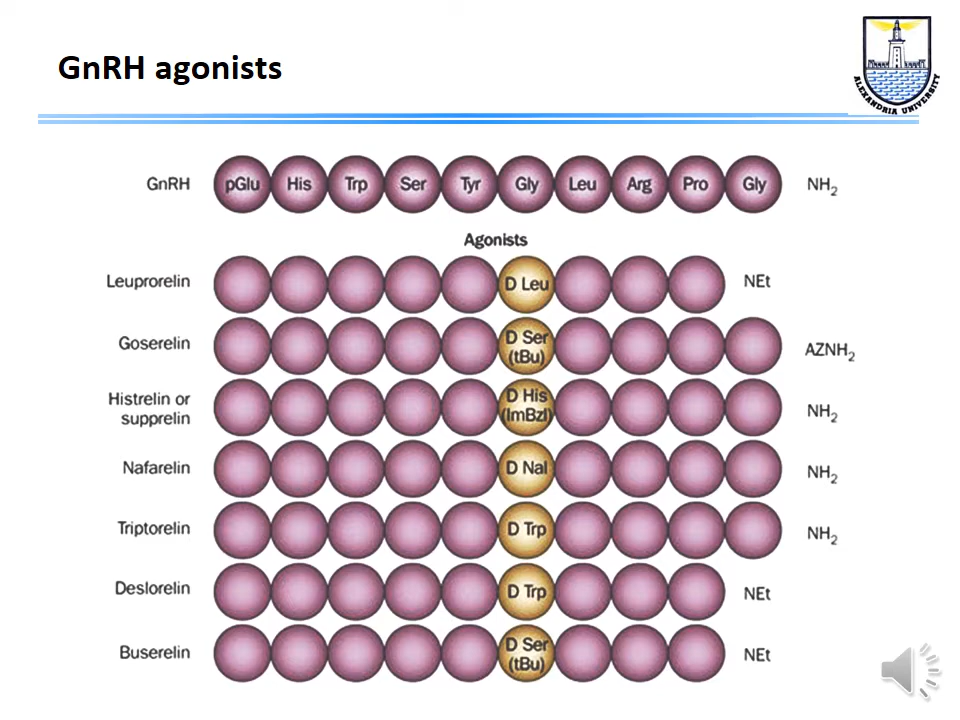 GnRH agonists
ALEXANDRIA UNIVERSITY
GnRH pGlu His Trp Ser Tyr Gly Leu Arg Pro Gly NH2
Agonists
Leuprorelin D Leu NEt
Goserelin D Ser (tBu) AZNH2
Histrelin or
supprelin D His (ImBzl) NH2
Nafarelin D Nal NH2
Triptorelin D Trp NH2
Deslorelin D Trp NEt
Buserelin D Ser (tBu) NEt